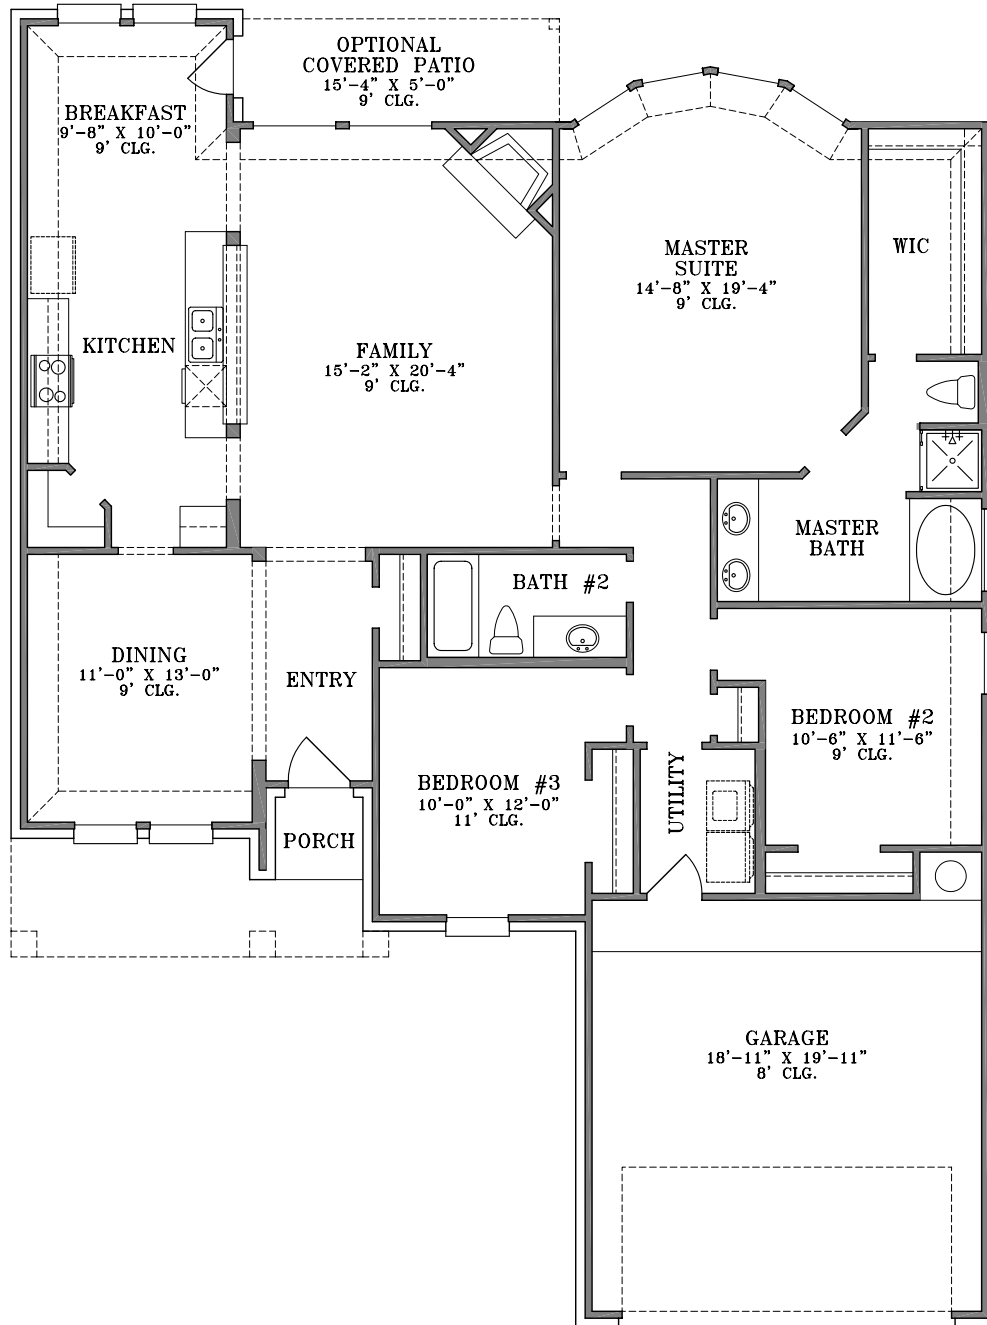 OPTIONAL
COVERED PATIO
15'-4" X 5'-0"
9' CLG.
BREAKFAST
9'-8" X 10'-0"
9' CLG.
MASTER
SUITE
14'-8" X 19'-4"
9' CLG.
WIC
KITCHEN
FAMILY
15'-2" X 20'-4"
9' CLG.
MASTER
BATH
BATH #2
DINING
11'-0" X 13'-0"
9' CLG.
ENTRY
BEDROOM #2
10'-6" X 11'-6"
9' CLG.
BEDROOM #3
10'-0" X 12'-0"
11' CLG.
UTILITY
PORCH
GARAGE
18'-11" X 19'-11"
8' CLG.